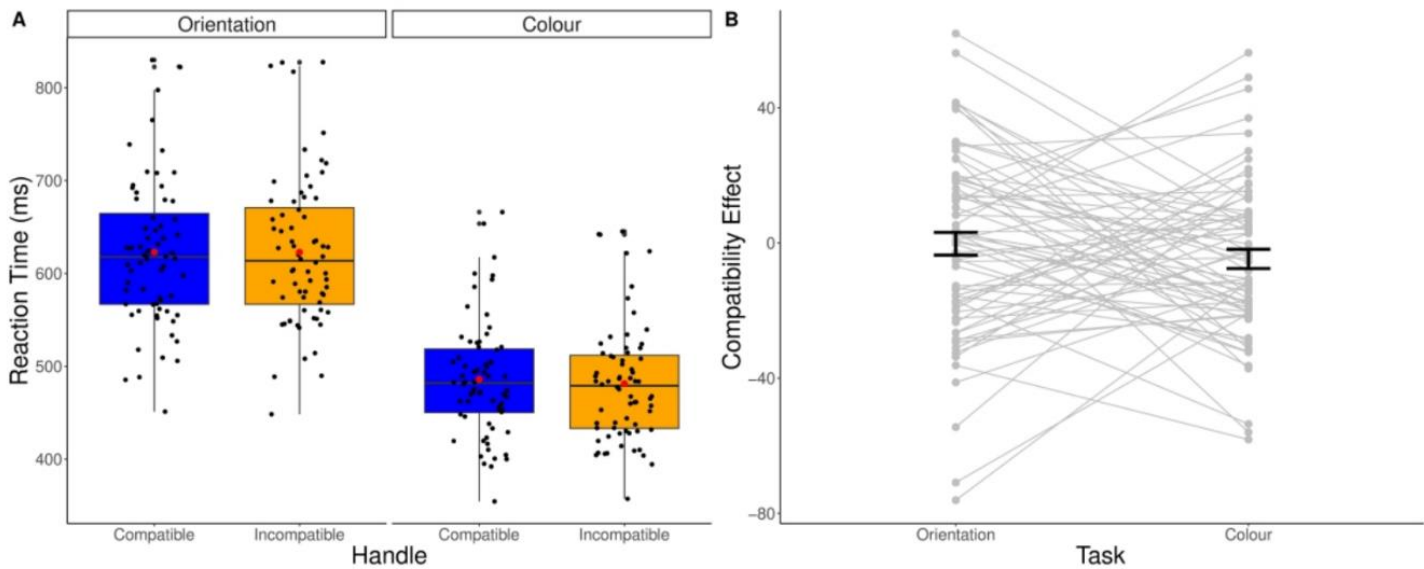 A
Orientation
Colour
Reaction Time (ms)
800
700
600
500
400
Compatible
Incompatible
Compatible
Incompatible
Handle
B
Compatibility Effect
40
0
−40
−80
Orientation
Colour
Task